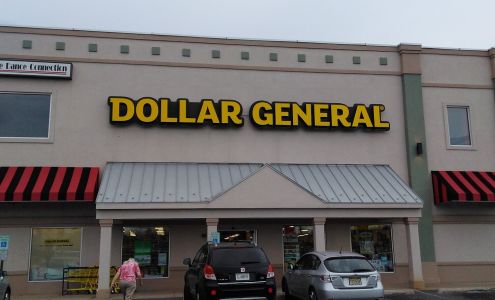 e Dance Connection
DOLLAR GENERAL